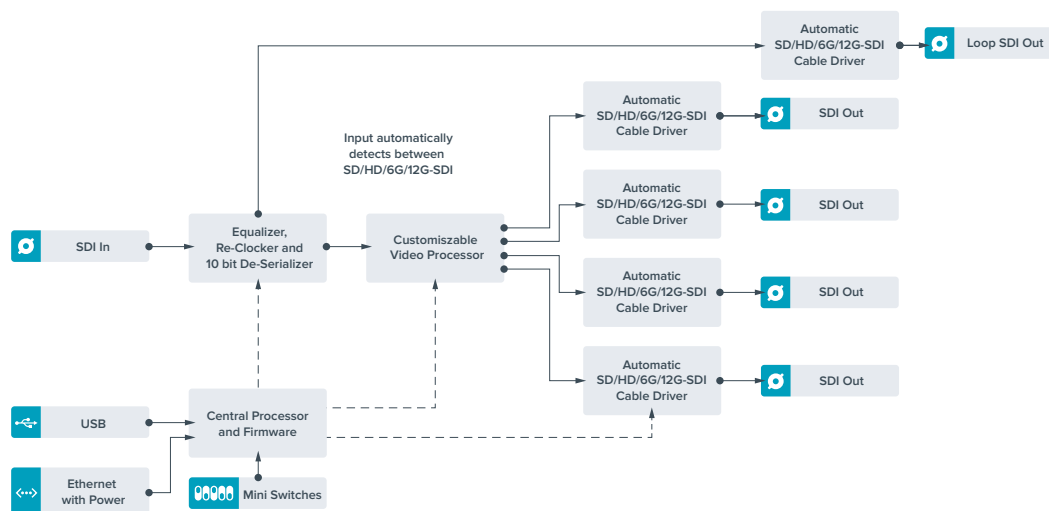 Automatic
SD/HD/6G/12G-SDI
Cable Driver
Loop SDI Out
Automatic
SD/HD/6G/12G-SDI
Cable Driver
SDI Out
Input automatically
detects between
SD/HD/6G/12G-SDI
Automatic
SD/HD/6G/12G-SDI
Cable Driver
SDI Out
SDI In
Equalizer,
Re-Clocker and
10 bit De-Serializer
Customiszable
Video Processor
Automatic
SD/HD/6G/12G-SDI
Cable Driver
SDI Out
Automatic
SD/HD/6G/12G-SDI
Cable Driver
SDI Out
USB
Central Processor
and Firmware
Ethernet
with Power
Mini Switches